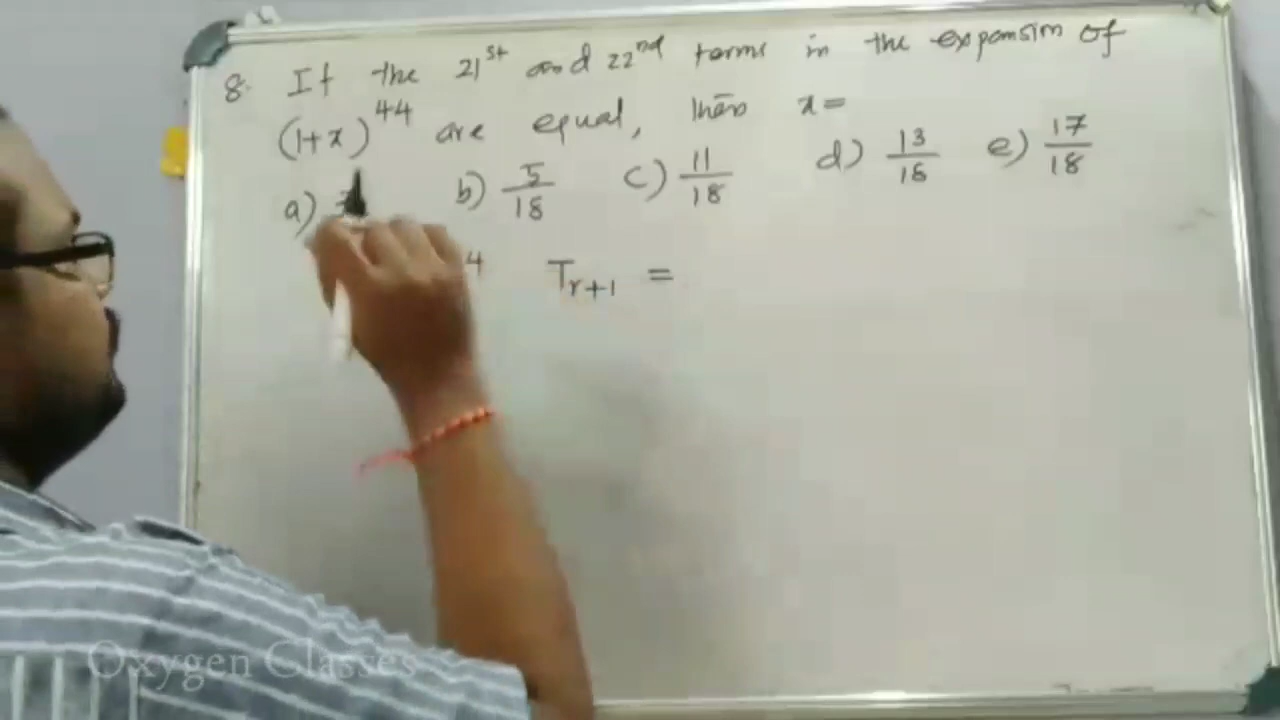 8. If the 21st and 22nd terms in the expansion of
(1+x)^44 are equal, then x=
a) b) 5/18 c) 11/18 d) 13/18 e) 17/18
4 T_{r+1} =
Oxygen Classes